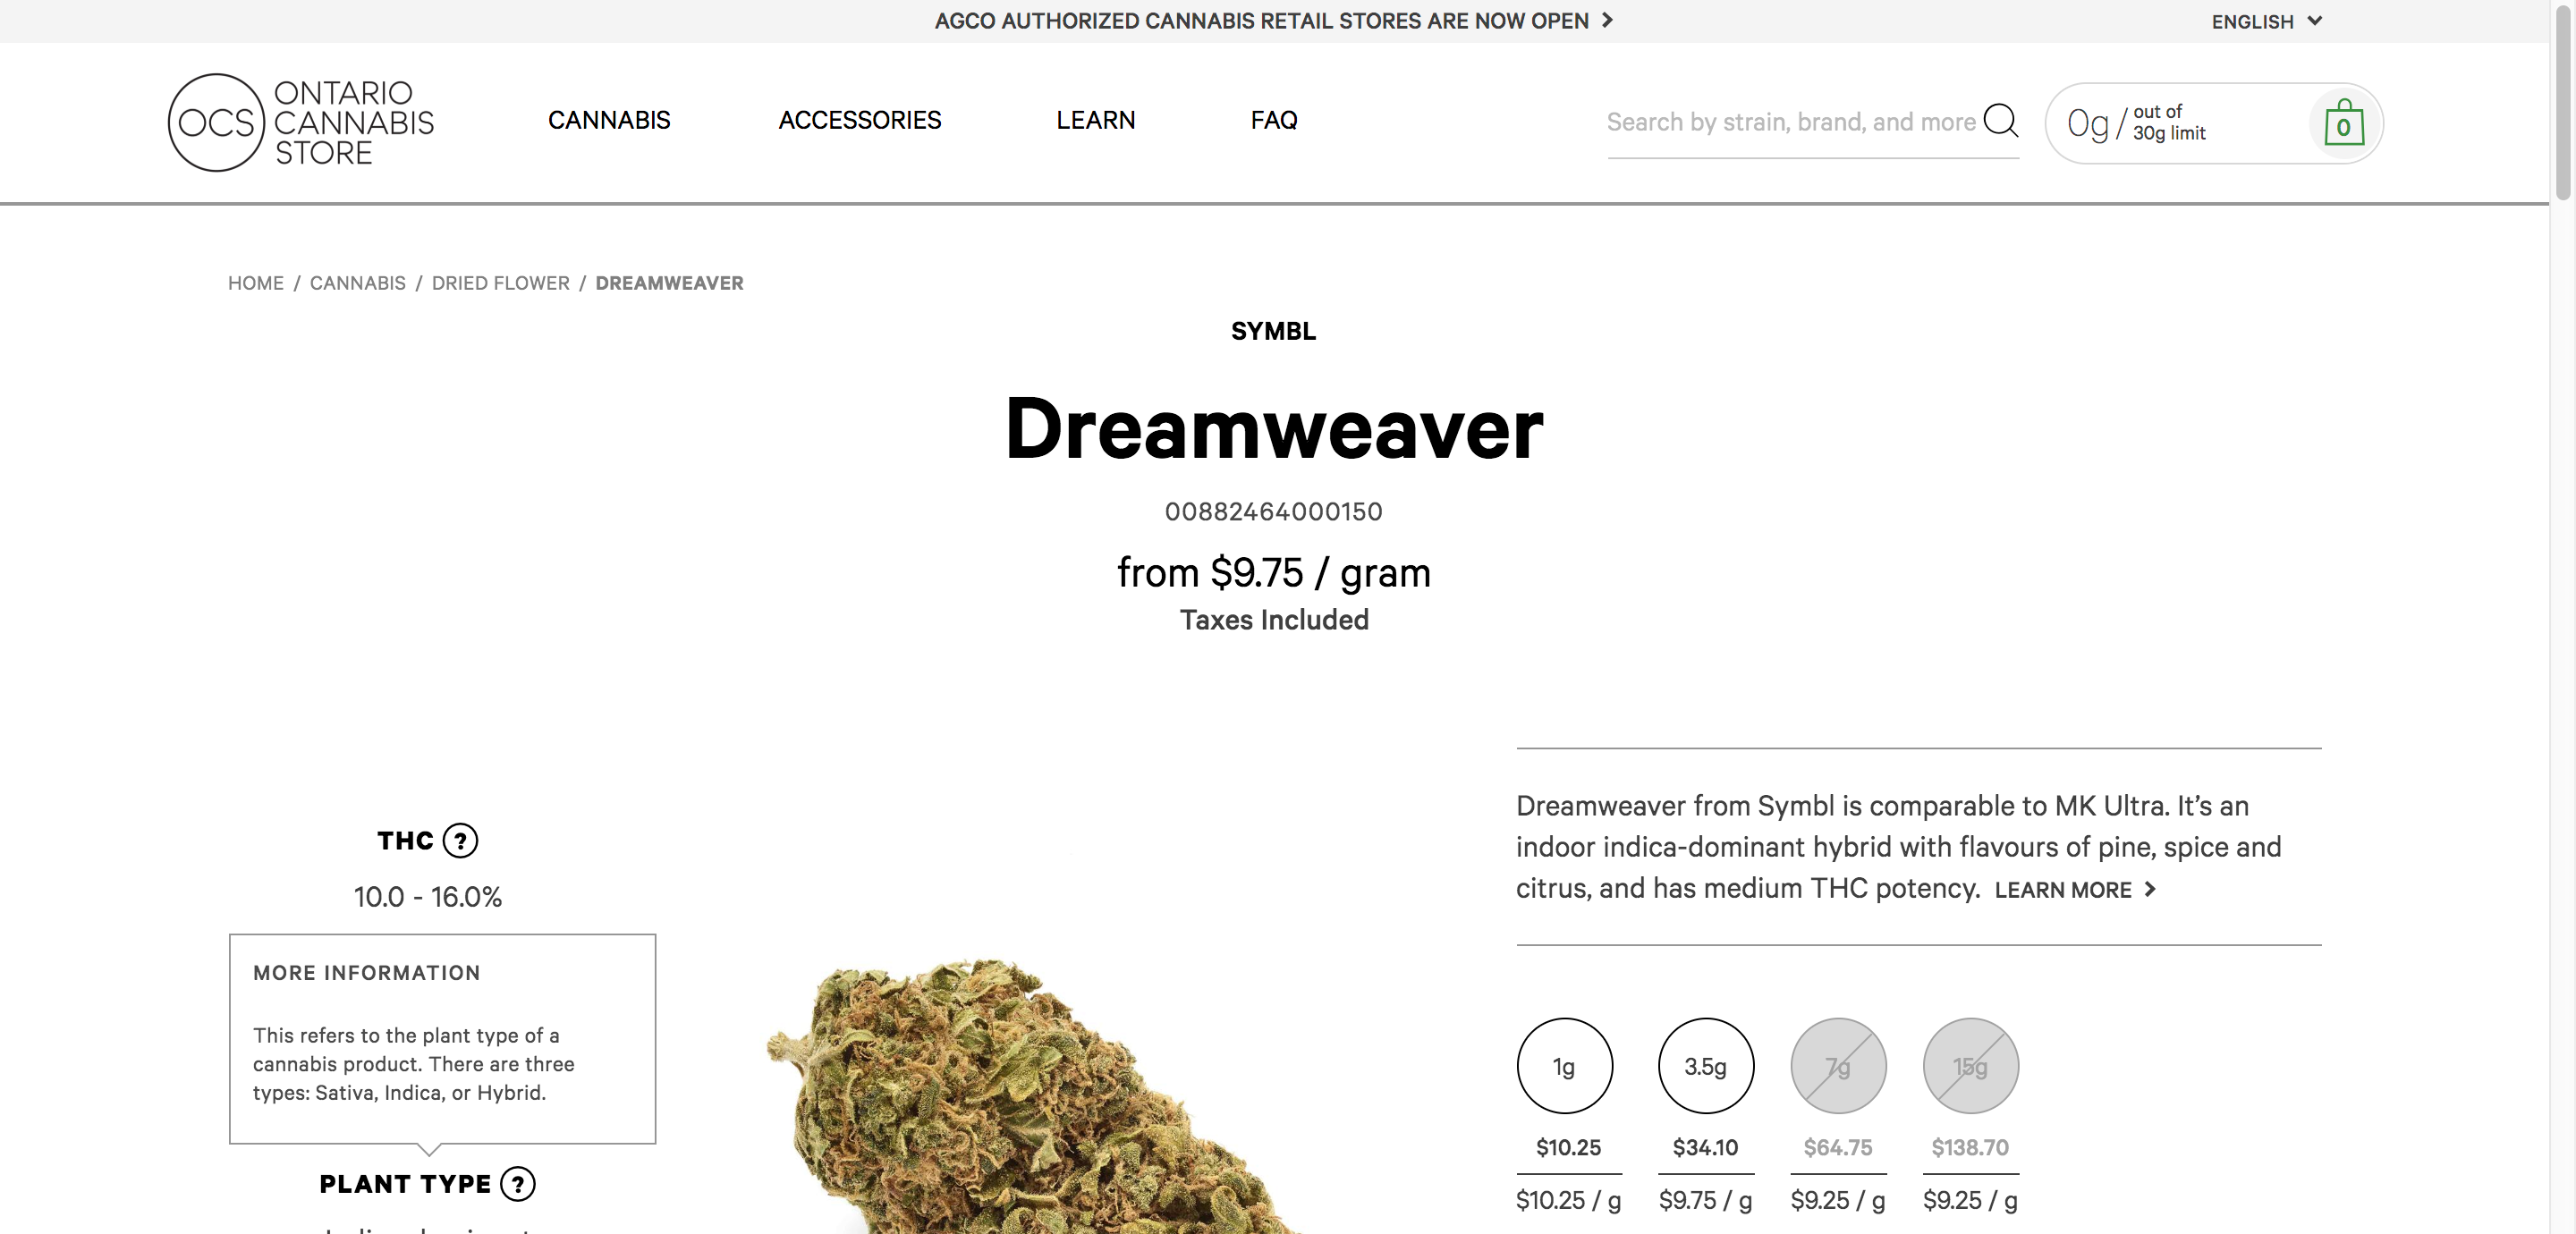 AGCO AUTHORIZED CANNABIS RETAIL STORES ARE NOW OPEN
ENGLISH
OCS
ONTARIO
CANNABIS
STORE
CANNABIS
ACCESSORIES
LEARN
FAQ
Search by strain, brand, and more
0g / out of
30g limit
0
HOME / CANNABIS / DRIED FLOWER / DREAMWEAVER
SYMBL
Dreamweaver
00882464000150
from $9.75 / gram
Taxes Included
THC ?
10.0 - 16.0%
MORE INFORMATION
This refers to the plant type of a
cannabis product. There are three
types: Sativa, Indica, or Hybrid.
PLANT TYPE ?
Dreamweaver from Symbl is comparable to MK Ultra. It’s an
indoor indica-dominant hybrid with flavours of pine, spice and
citrus, and has medium THC potency. LEARN MORE
1g 3.5g 7g 15g
$10.25 $34.10 $64.75 $138.70
$10.25 / g $9.75 / g $9.25 / g $9.25 / g